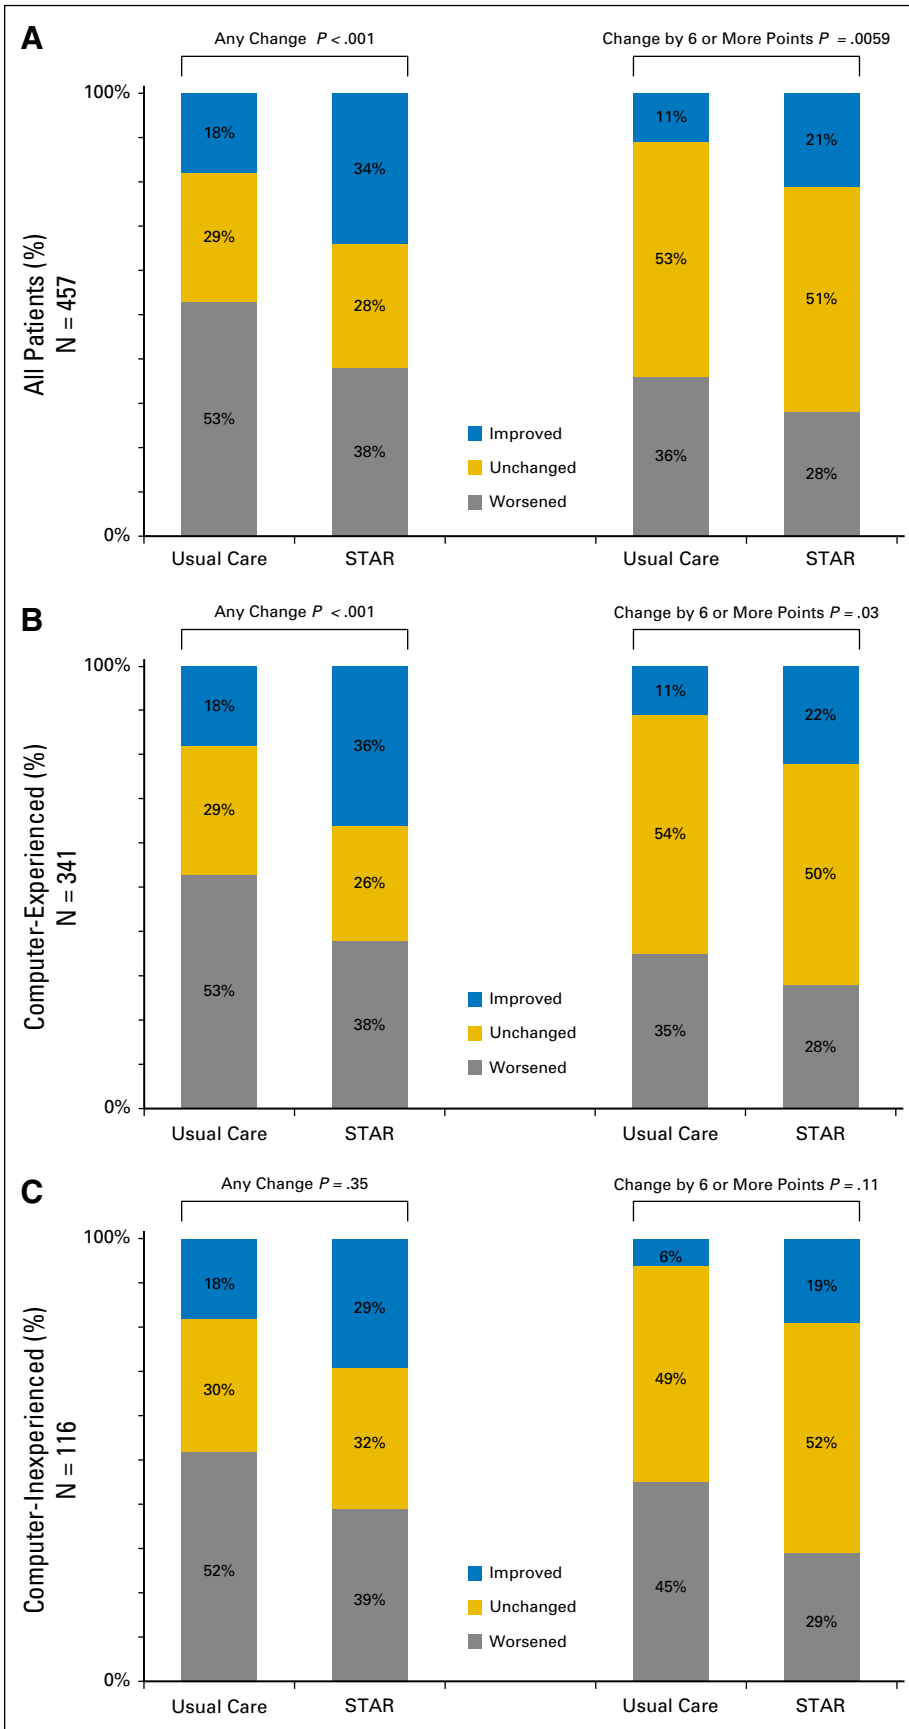 A
Any Change P < .001
Change by 6 or More Points P = .0059
All Patients (%)
N = 457
100%
0%
18%
29%
53%
34%
28%
38%
11%
53%
36%
21%
51%
28%
Improved
Unchanged
Worsened
Usual Care
STAR
Usual Care
STAR
B
Any Change P < .001
Change by 6 or More Points P = .03
Computer-Experienced (%)
N = 341
100%
0%
18%
29%
53%
36%
26%
38%
11%
54%
35%
22%
50%
28%
Improved
Unchanged
Worsened
Usual Care
STAR
Usual Care
STAR
C
Any Change P = .35
Change by 6 or More Points P = .11
Computer-Inexperienced (%)
N = 116
100%
0%
18%
30%
52%
29%
32%
39%
6%
49%
45%
19%
52%
29%
Improved
Unchanged
Worsened
Usual Care
STAR
Usual Care
STAR